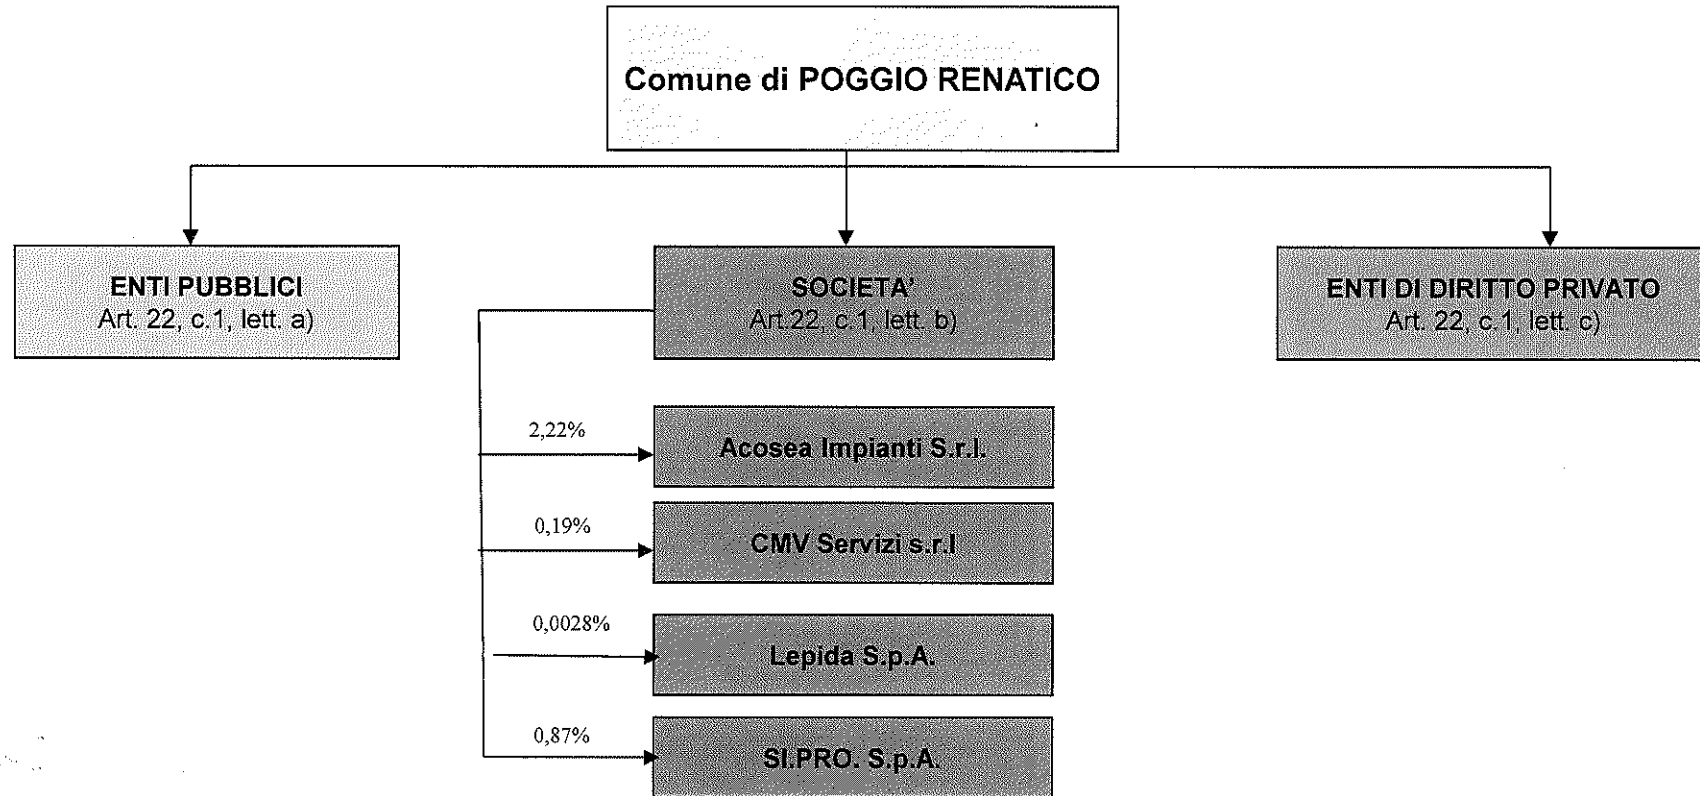 Comune di POGGIO RENATICO
ENTI PUBBLICI
Art. 22, c.1, lett. a)
SOCIETA'
Art.22, c.1, lett. b)
ENTI DI DIRITTO PRIVATO
Art. 22, c.1, lett. c)
2,22%
Acosea Impianti S.r.l.
0,19%
CMV Servizi s.r.l
0,0028%
Lepida S.p.A.
0,87%
SI.PRO. S.p.A.